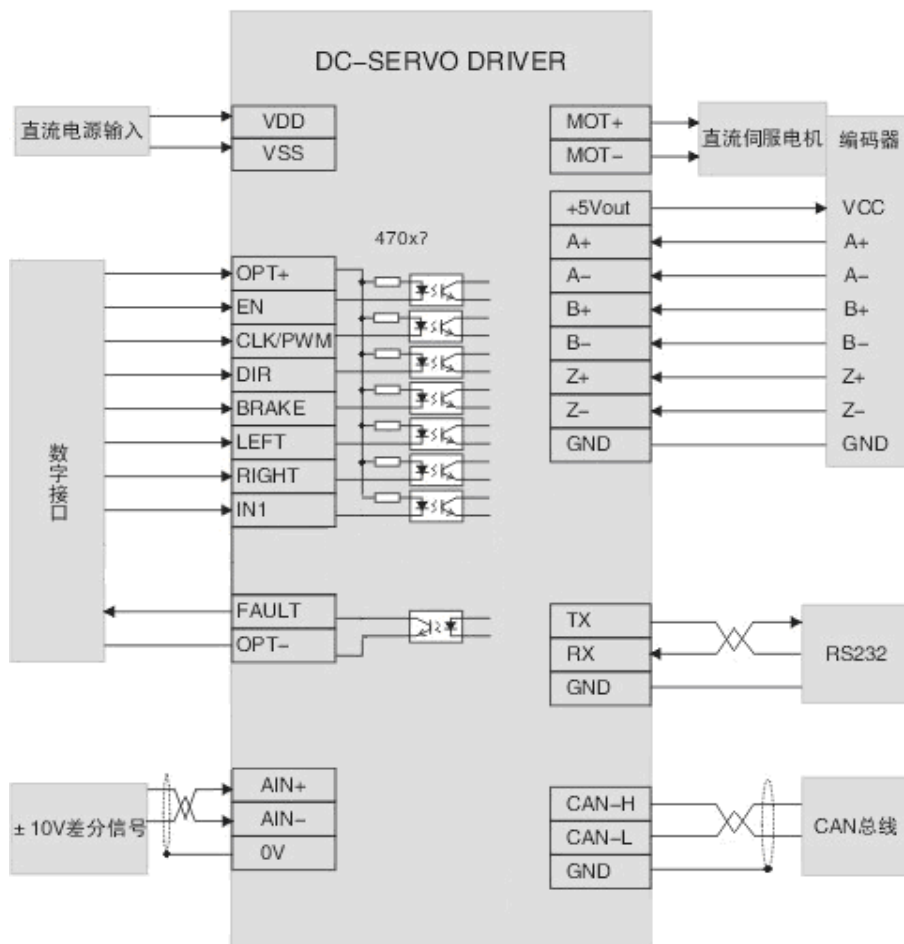 DC-SERVO DRIVER
直流电源输入
VDD
VSS
MOT+
MOT-
直流伺服电机
编码器
+5Vout
A+
A-
B+
B-
Z+
Z-
GND
VCC
A+
A-
B+
B-
Z+
Z-
GND
470x?
数字接口
OPT+
EN
CLK/PWM
DIR
BRAKE
LEFT
RIGHT
IN1
FAULT
OPT-
TX
RX
GND
RS232
±10V差分信号
AIN+
AIN-
0V
CAN-H
CAN-L
GND
CAN总线